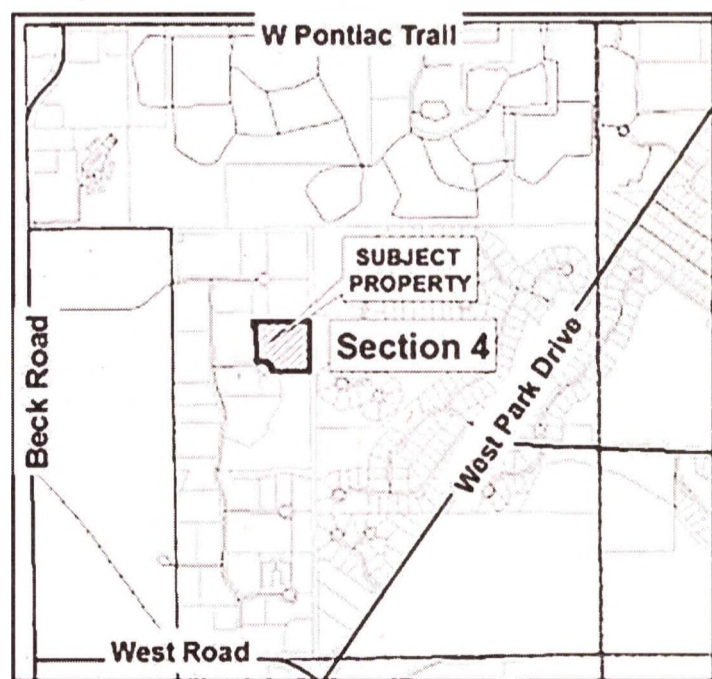 W Pontiac Trail
SUBJECT
PROPERTY
Section 4
Beck Road
West Park Drive
West Road